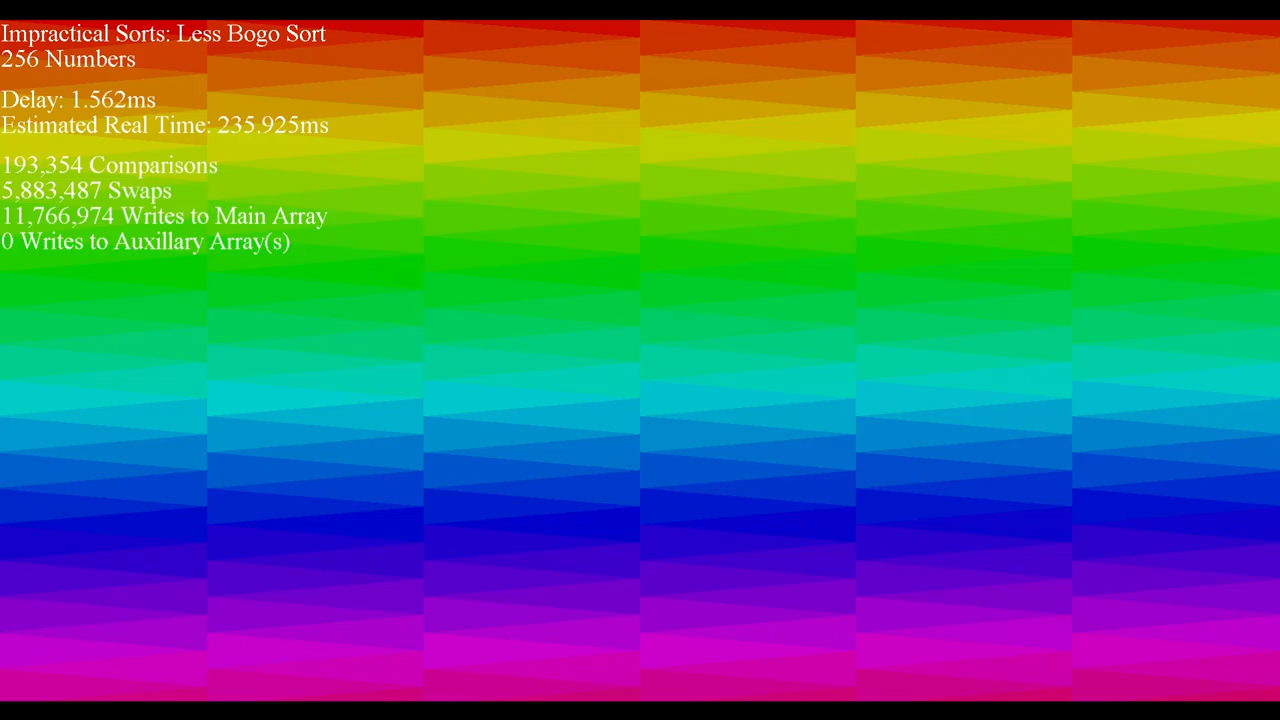 Impractical Sorts: Less Bogo Sort
256 Numbers
Delay: 1.562ms
Estimated Real Time: 235.925ms
193,354 Comparisons
5,883,487 Swaps
11,766,974 Writes to Main Array
0 Writes to Auxillary Array(s)